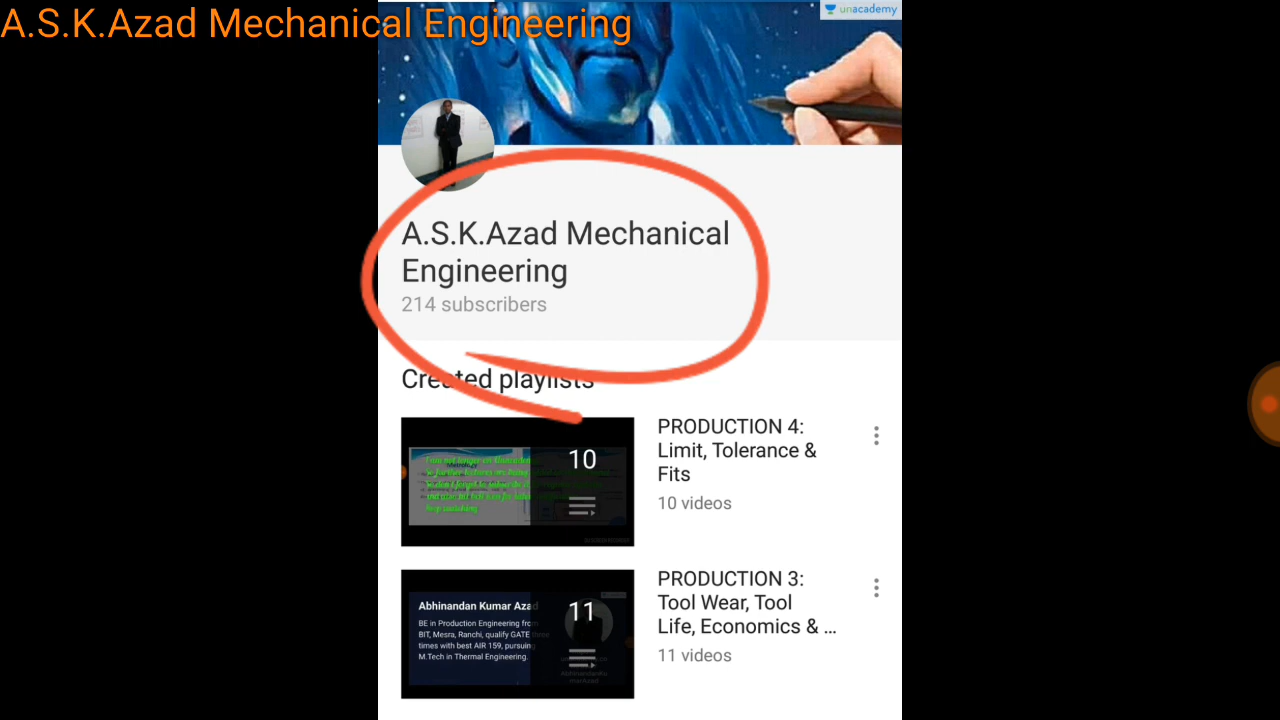 A.S.K.Azad Mechanical Engineering
unacademy
A.S.K.Azad Mechanical
Engineering
214 subscribers
Created playlists
10
PRODUCTION 4:
Limit, Tolerance &
Fits
10 videos
11
Abhinandan Kumar Azad
BE in Production Engineering from
BIT, Mesra, Ranchi, qualify GATE three
times with best AIR 159, pursuing
M.Tech in Thermal Engineering.
PRODUCTION 3:
Tool Wear, Tool
Life, Economics & ...
11 videos